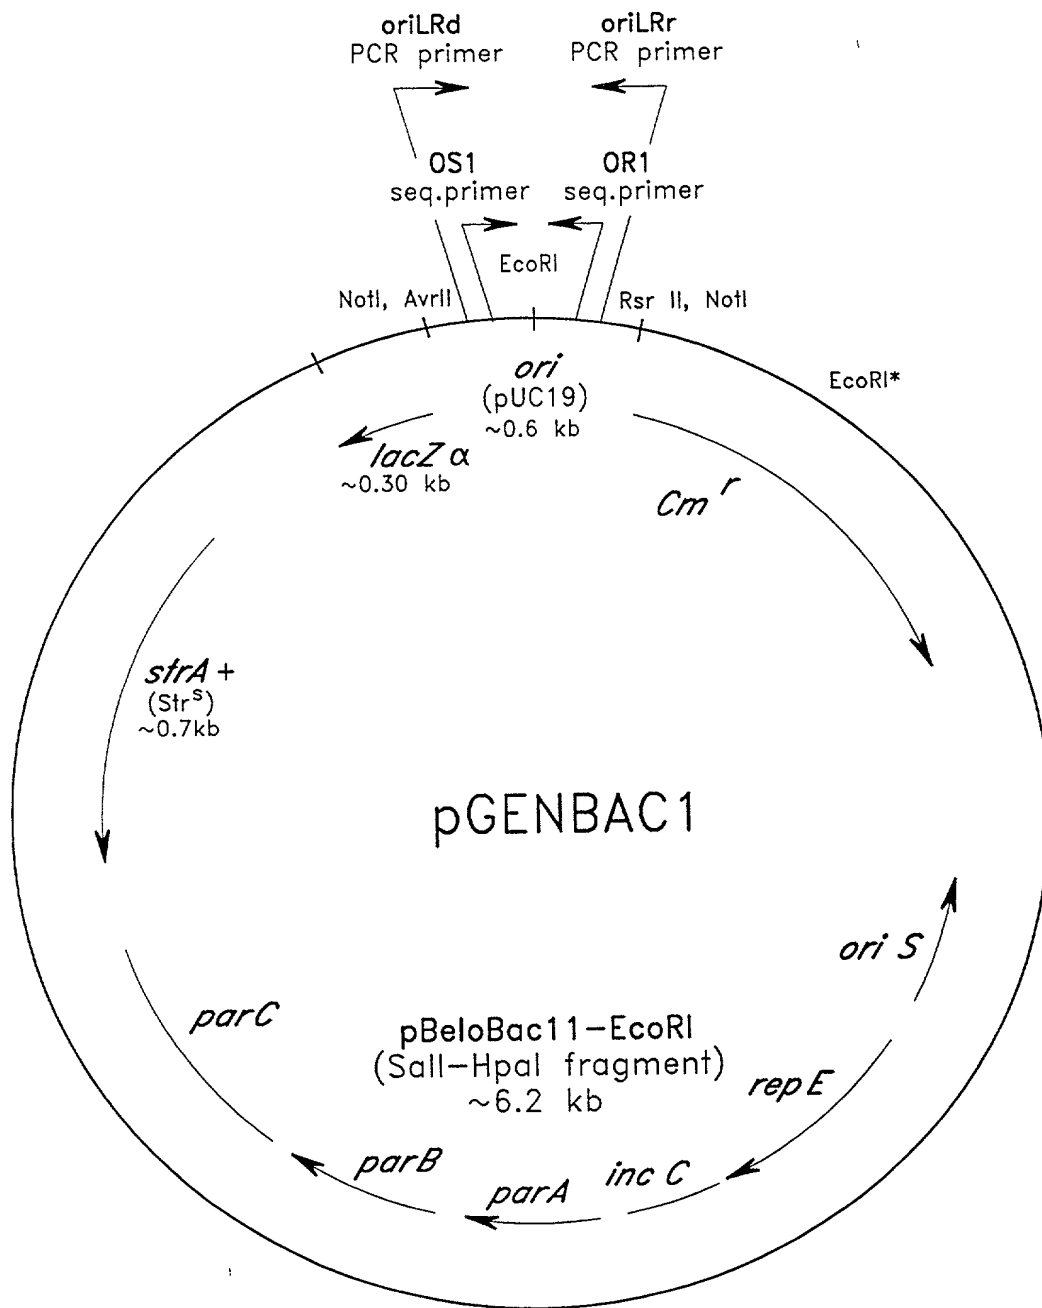 oriLRd
PCR primer
oriLRr
PCR primer
OS1
seq.primer
OR1
seq.primer
EcoRI
NotI, AvrII
Rsr II, NotI
EcoRI*
ori
(pUC19)
~0.6 kb
lacZ α
~0.30 kb
Cm r
strA +
(Str s)
~0.7kb
pGENBAC1
ori S
parC
pBeloBac11-EcoRI
(SalI-HpaI fragment)
~6.2 kb
rep E
parB
inc C
parA